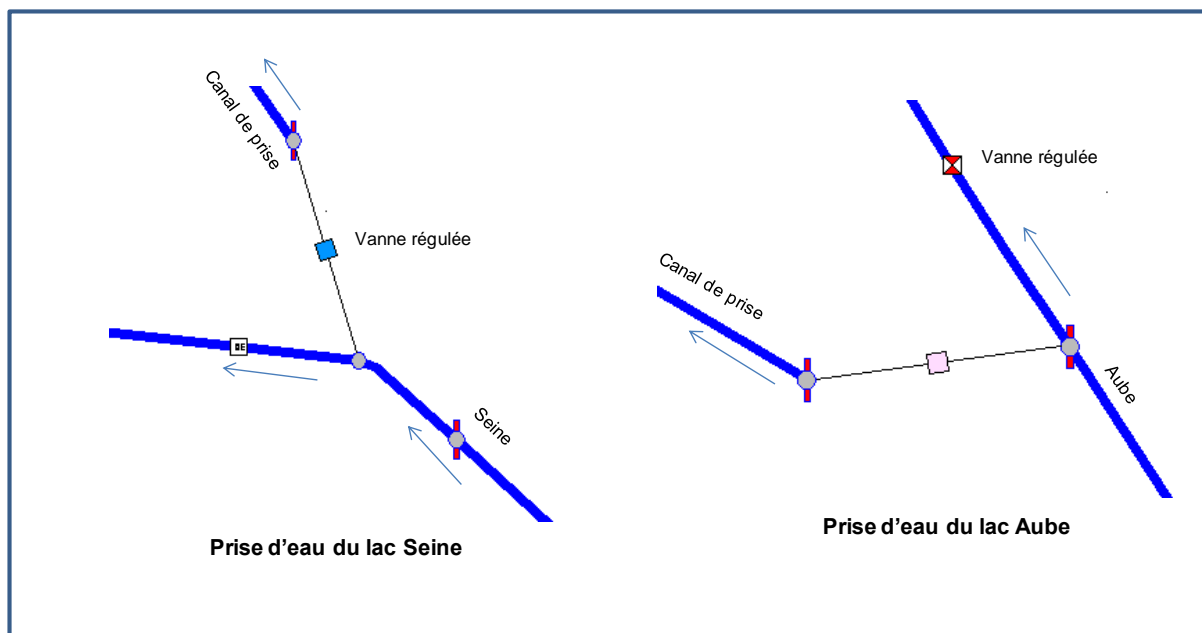 Canal de prise
Vanne régulée
Seine
Prise d'eau du lac Seine
Vanne régulée
Canal de prise
Aube
Prise d'eau du lac Aube